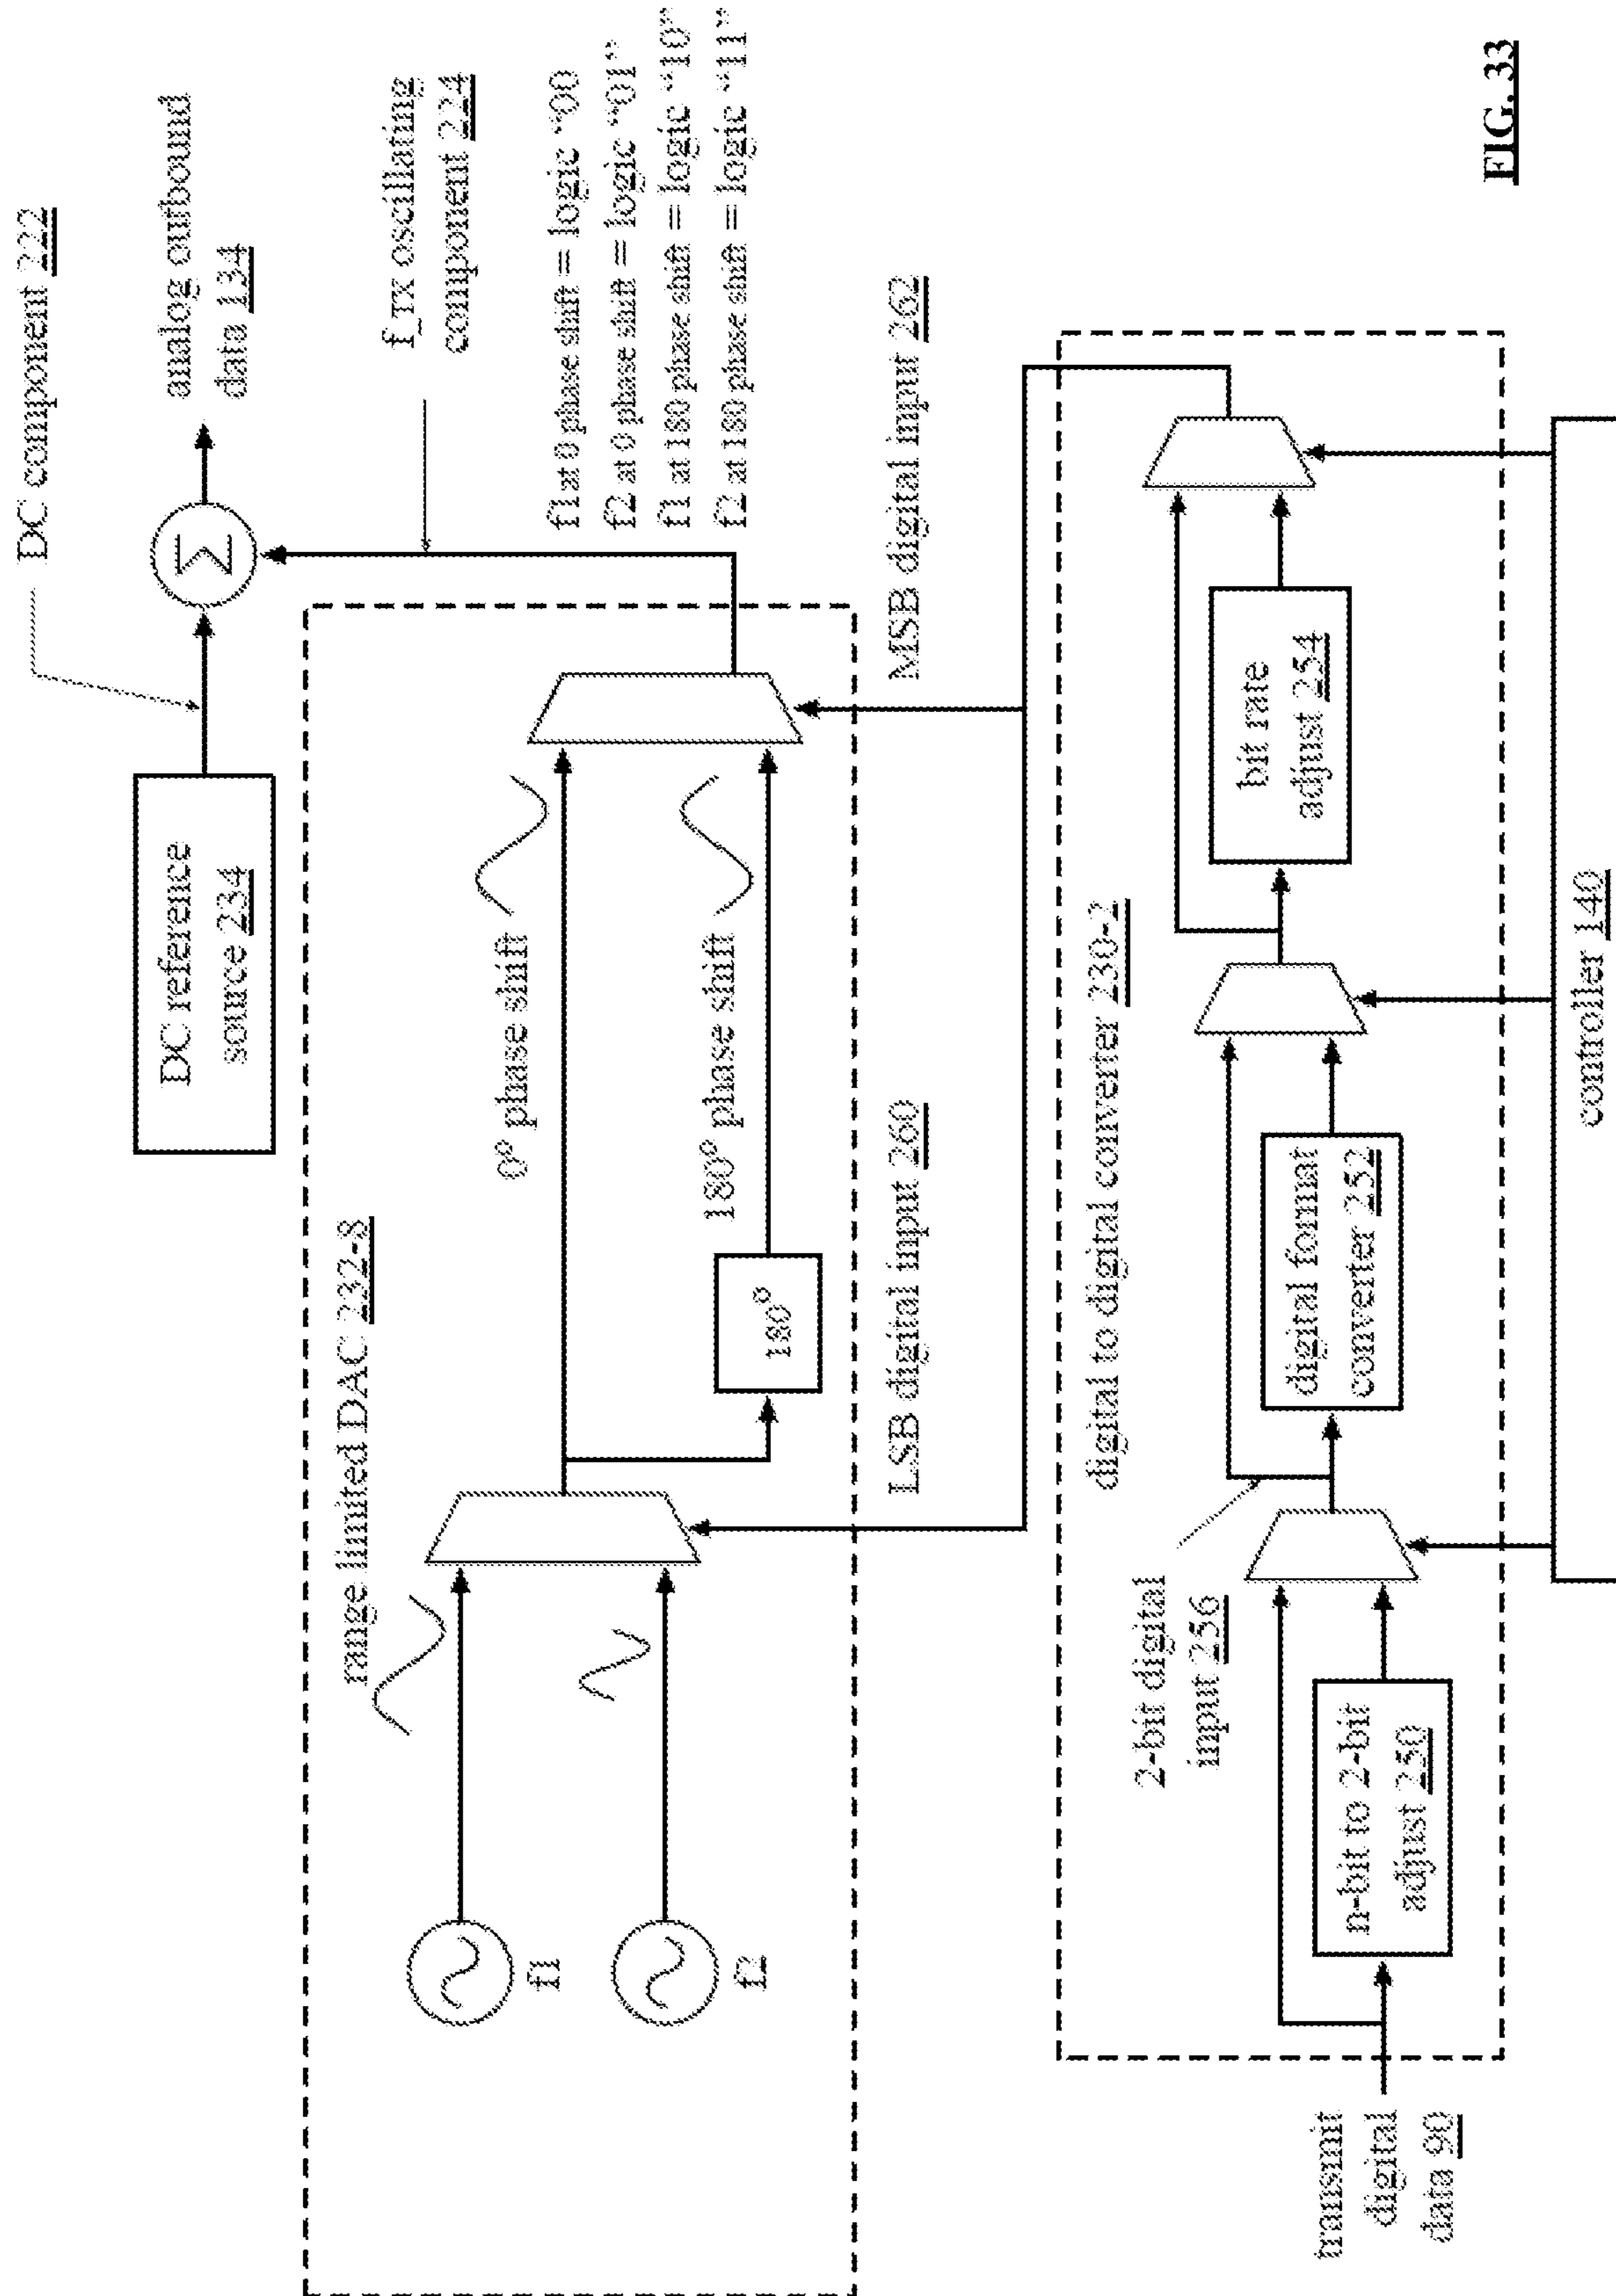 DC component 222
DC reference
source 234
analog outbound
data 134
f_rx oscillating
component 224
range limited DAC 232-8
f1
f2
0° phase shift
180° phase shift
180°
f1 at 0 phase shift = logic “00
f2 at 0 phase shift = logic “01”
f1 at 180 phase shift = logic “10”
f2 at 180 phase shift = logic “11”
LSB digital input 260
MSB digital input 262
digital to digital converter 230-2
2-bit digital
input 256
transmit
digital
data 90
n-bit to 2-bit
adjust 250
digital format
converter 252
bit rate
adjust 254
controller 140
FIG. 33